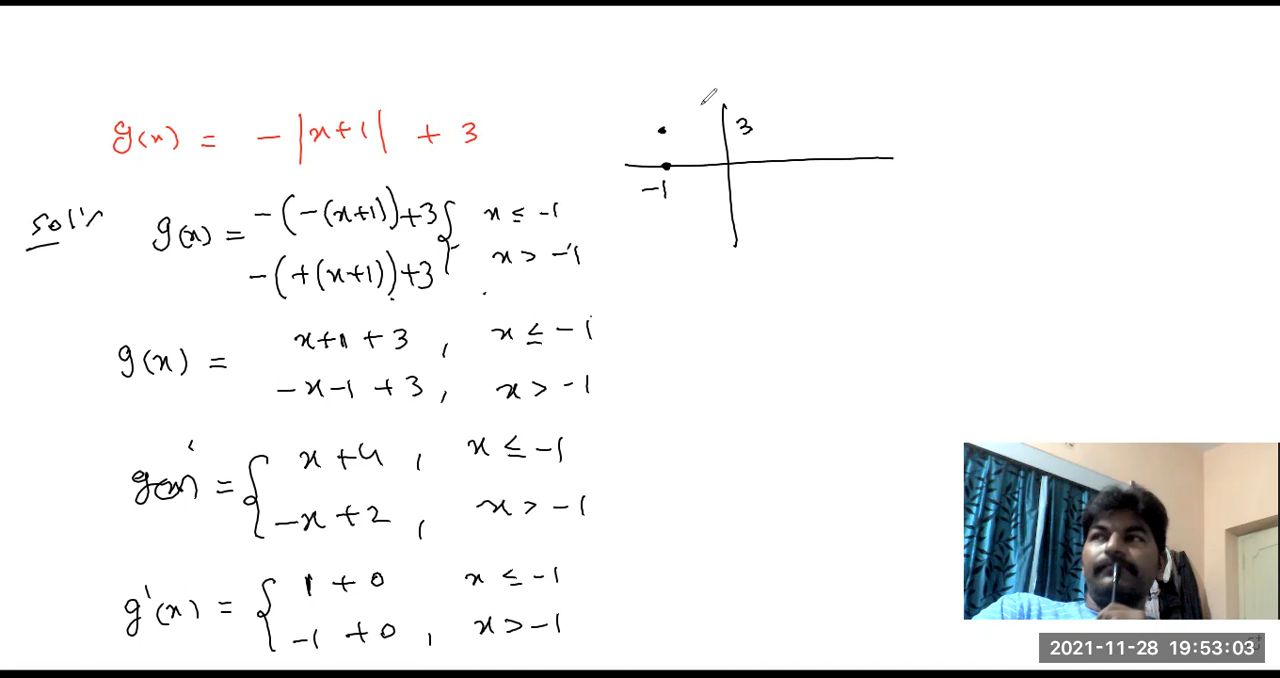 g(x) = - |x+1| + 3
3
-1
Sol'n
g(x) = -(-(x+1))+3 } x ≤ -1
-(+(x+1))+3 } x > -1
g(x) = x+1 + 3 , x ≤ -1
-x-1 + 3 , x > -1
g(x) = { x + 4 , x ≤ -1
-x + 2 , x > -1
g'(x) = { 1 + 0 x ≤ -1
-1 + 0 , x > -1
2021-11-28 19:53:03